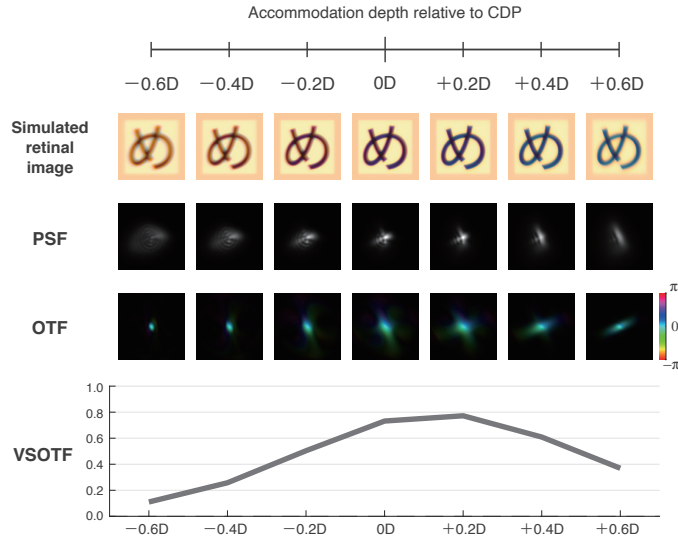 Accommodation depth relative to CDP
−0.6D −0.4D −0.2D 0D +0.2D +0.4D +0.6D
Simulated
retinal
image
め め め め め め め
PSF
OTF
π
0
−π
VSOTF
1.0
0.8
0.6
0.4
0.2
0.0
−0.6D −0.4D −0.2D 0D +0.2D +0.4D +0.6D